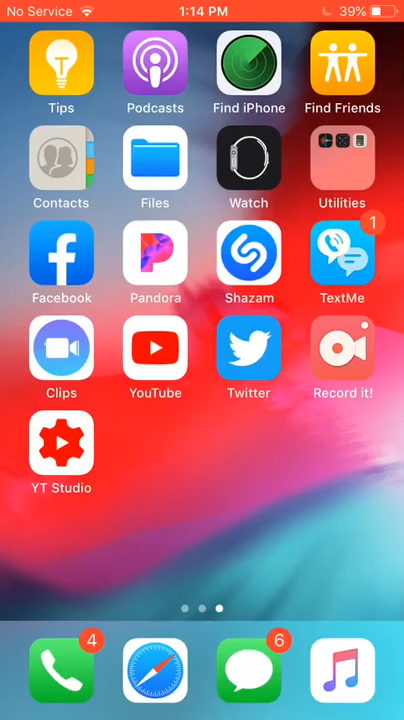 No Service 1:14 PM 39%
Tips Podcasts Find iPhone Find Friends
Contacts Files Watch Utilities
1
Facebook Pandora Shazam TextMe
Clips YouTube Twitter Record it!
YT Studio
4 6